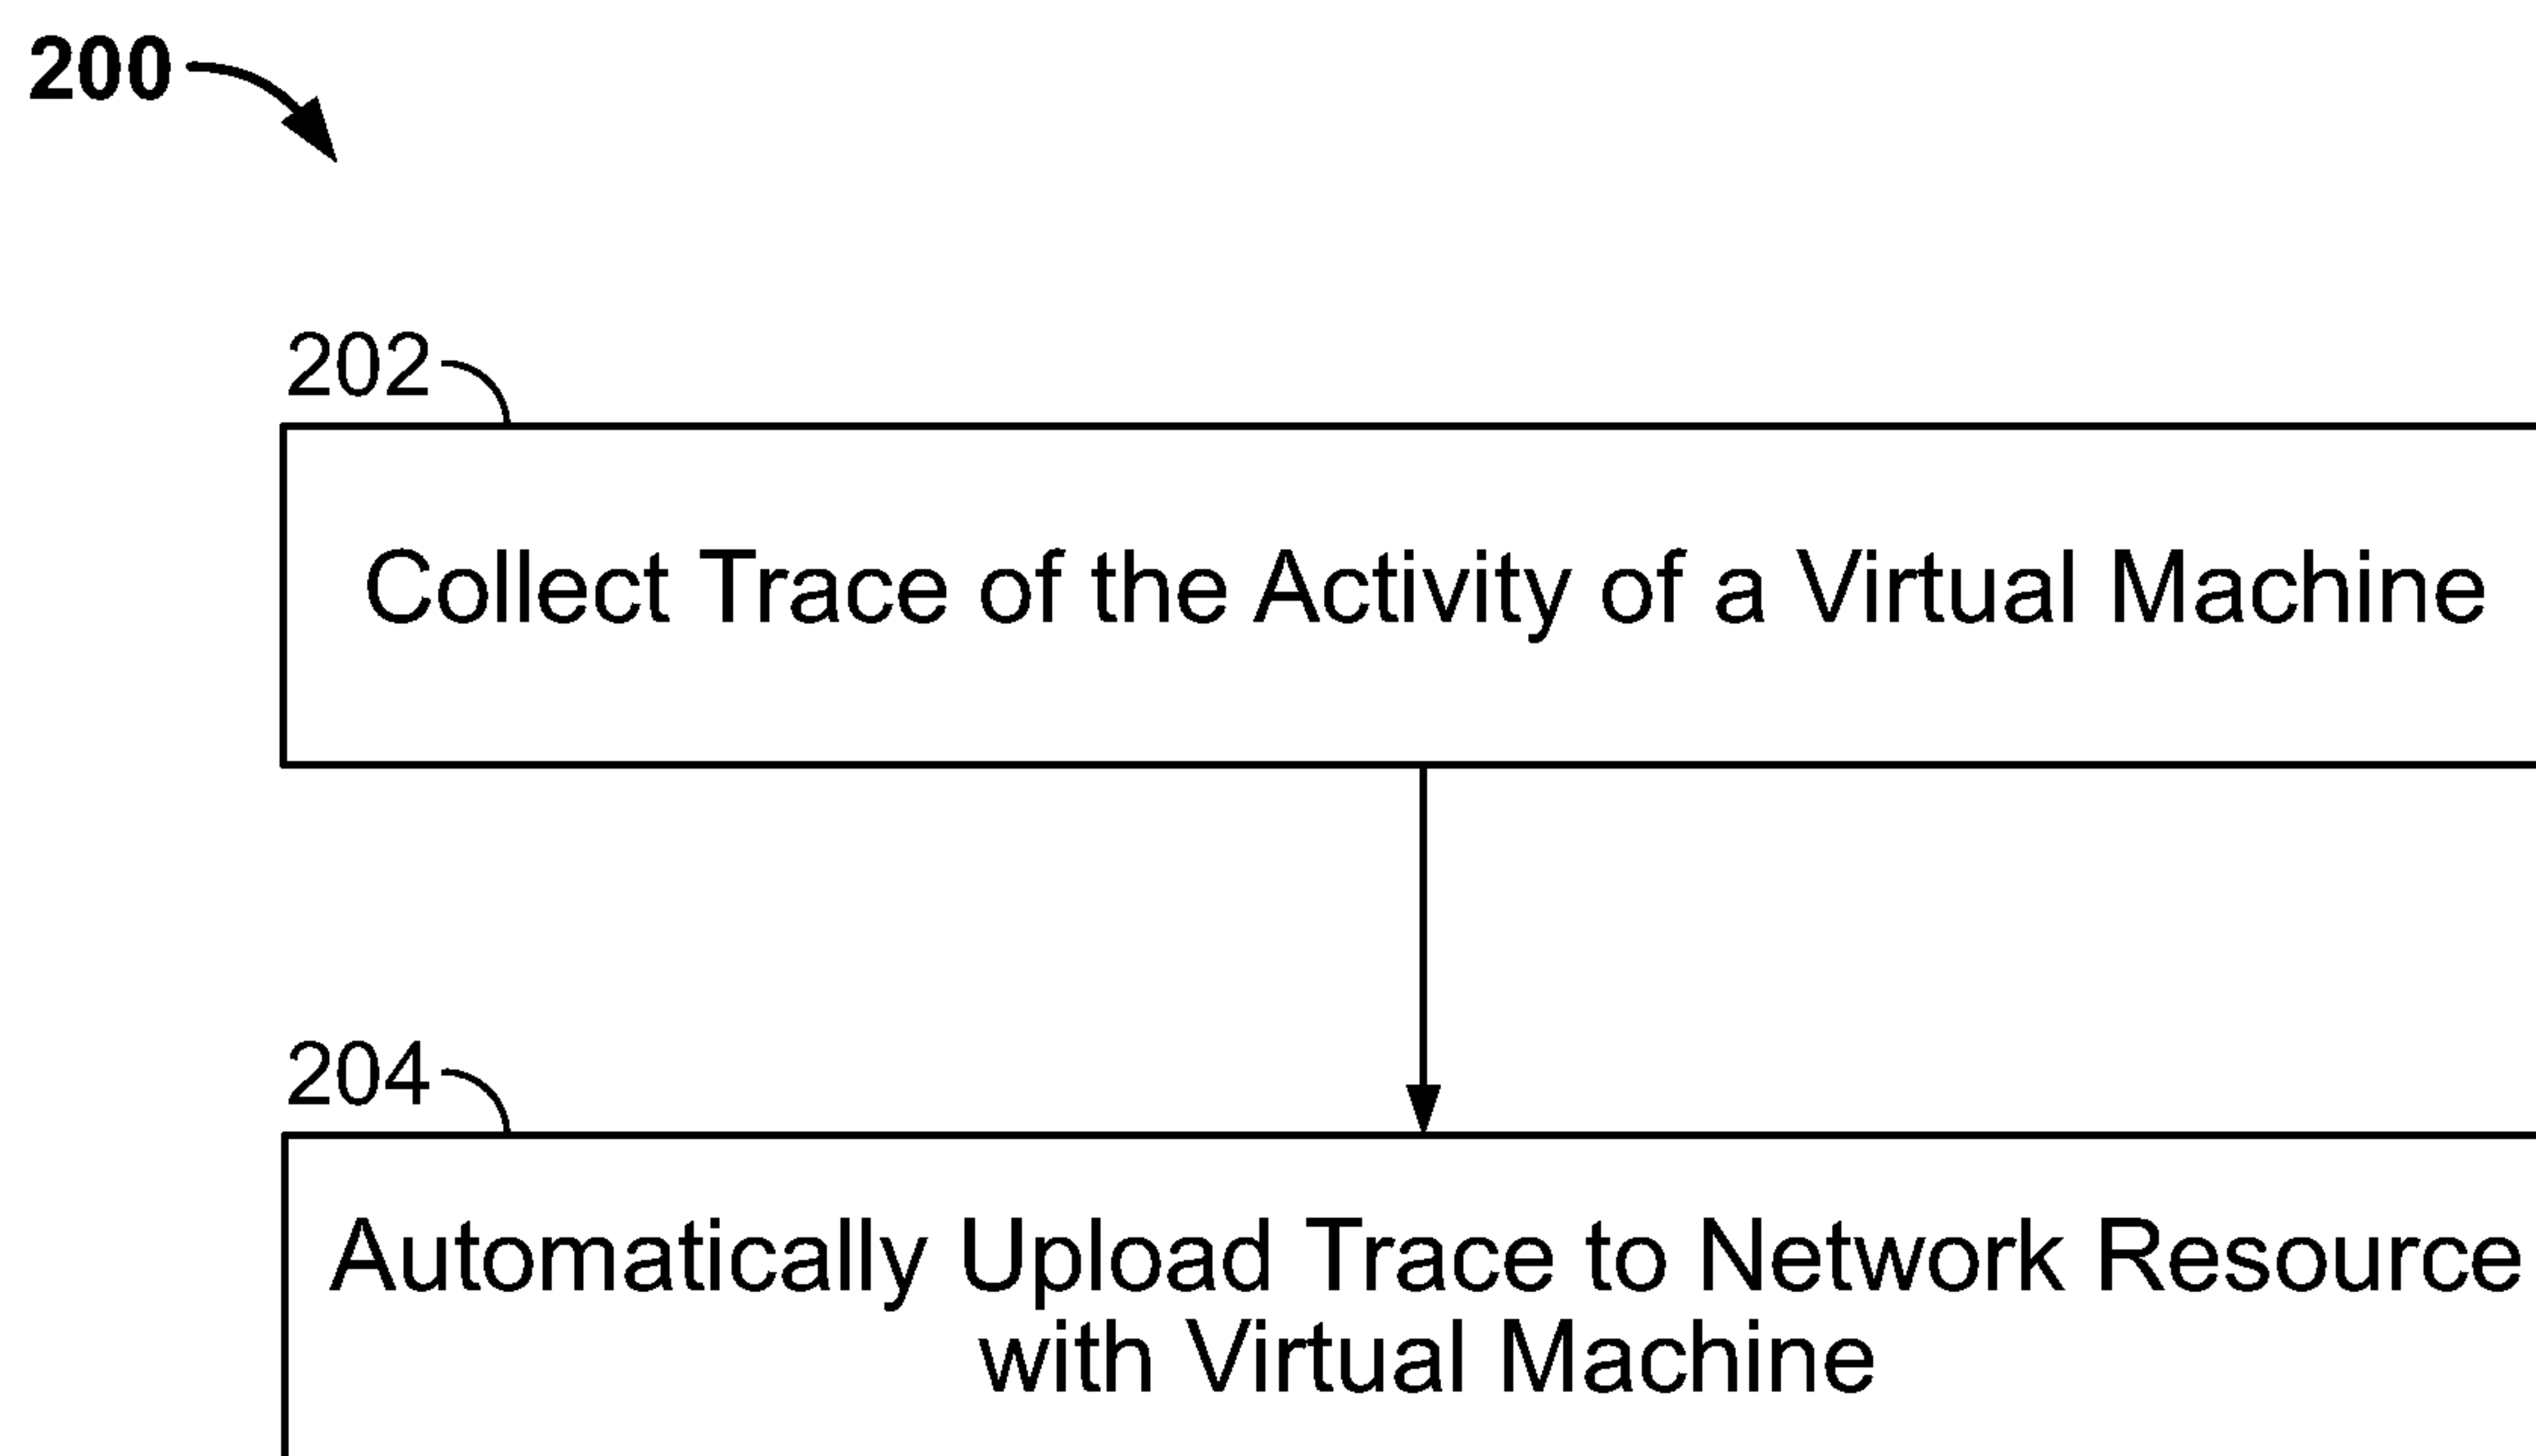 200
202
Collect Trace of the Activity of a Virtual Machine
204
Automatically Upload Trace to Network Resource
with Virtual Machine